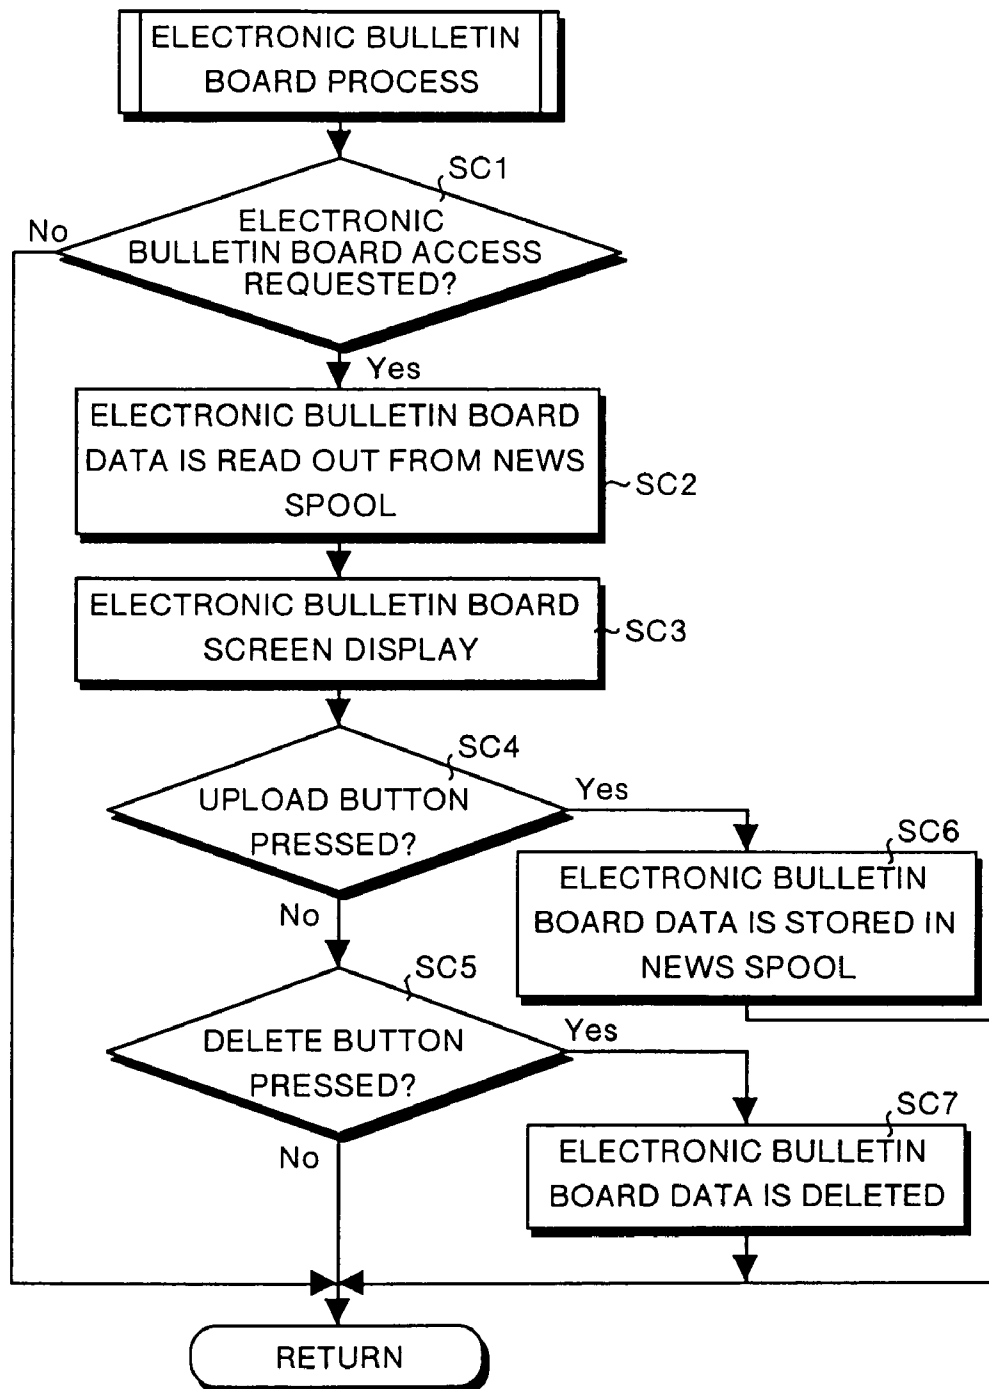 ELECTRONIC BULLETIN
BOARD PROCESS
SC1
No
ELECTRONIC
BULLETIN BOARD ACCESS
REQUESTED?
Yes
ELECTRONIC BULLETIN BOARD
DATA IS READ OUT FROM NEWS
SPOOL
SC2
ELECTRONIC BULLETIN BOARD
SCREEN DISPLAY
SC3
SC4
UPLOAD BUTTON
PRESSED?
Yes
No
SC6
ELECTRONIC BULLETIN
BOARD DATA IS STORED IN
NEWS SPOOL
SC5
DELETE BUTTON
PRESSED?
Yes
No
SC7
ELECTRONIC BULLETIN
BOARD DATA IS DELETED
RETURN